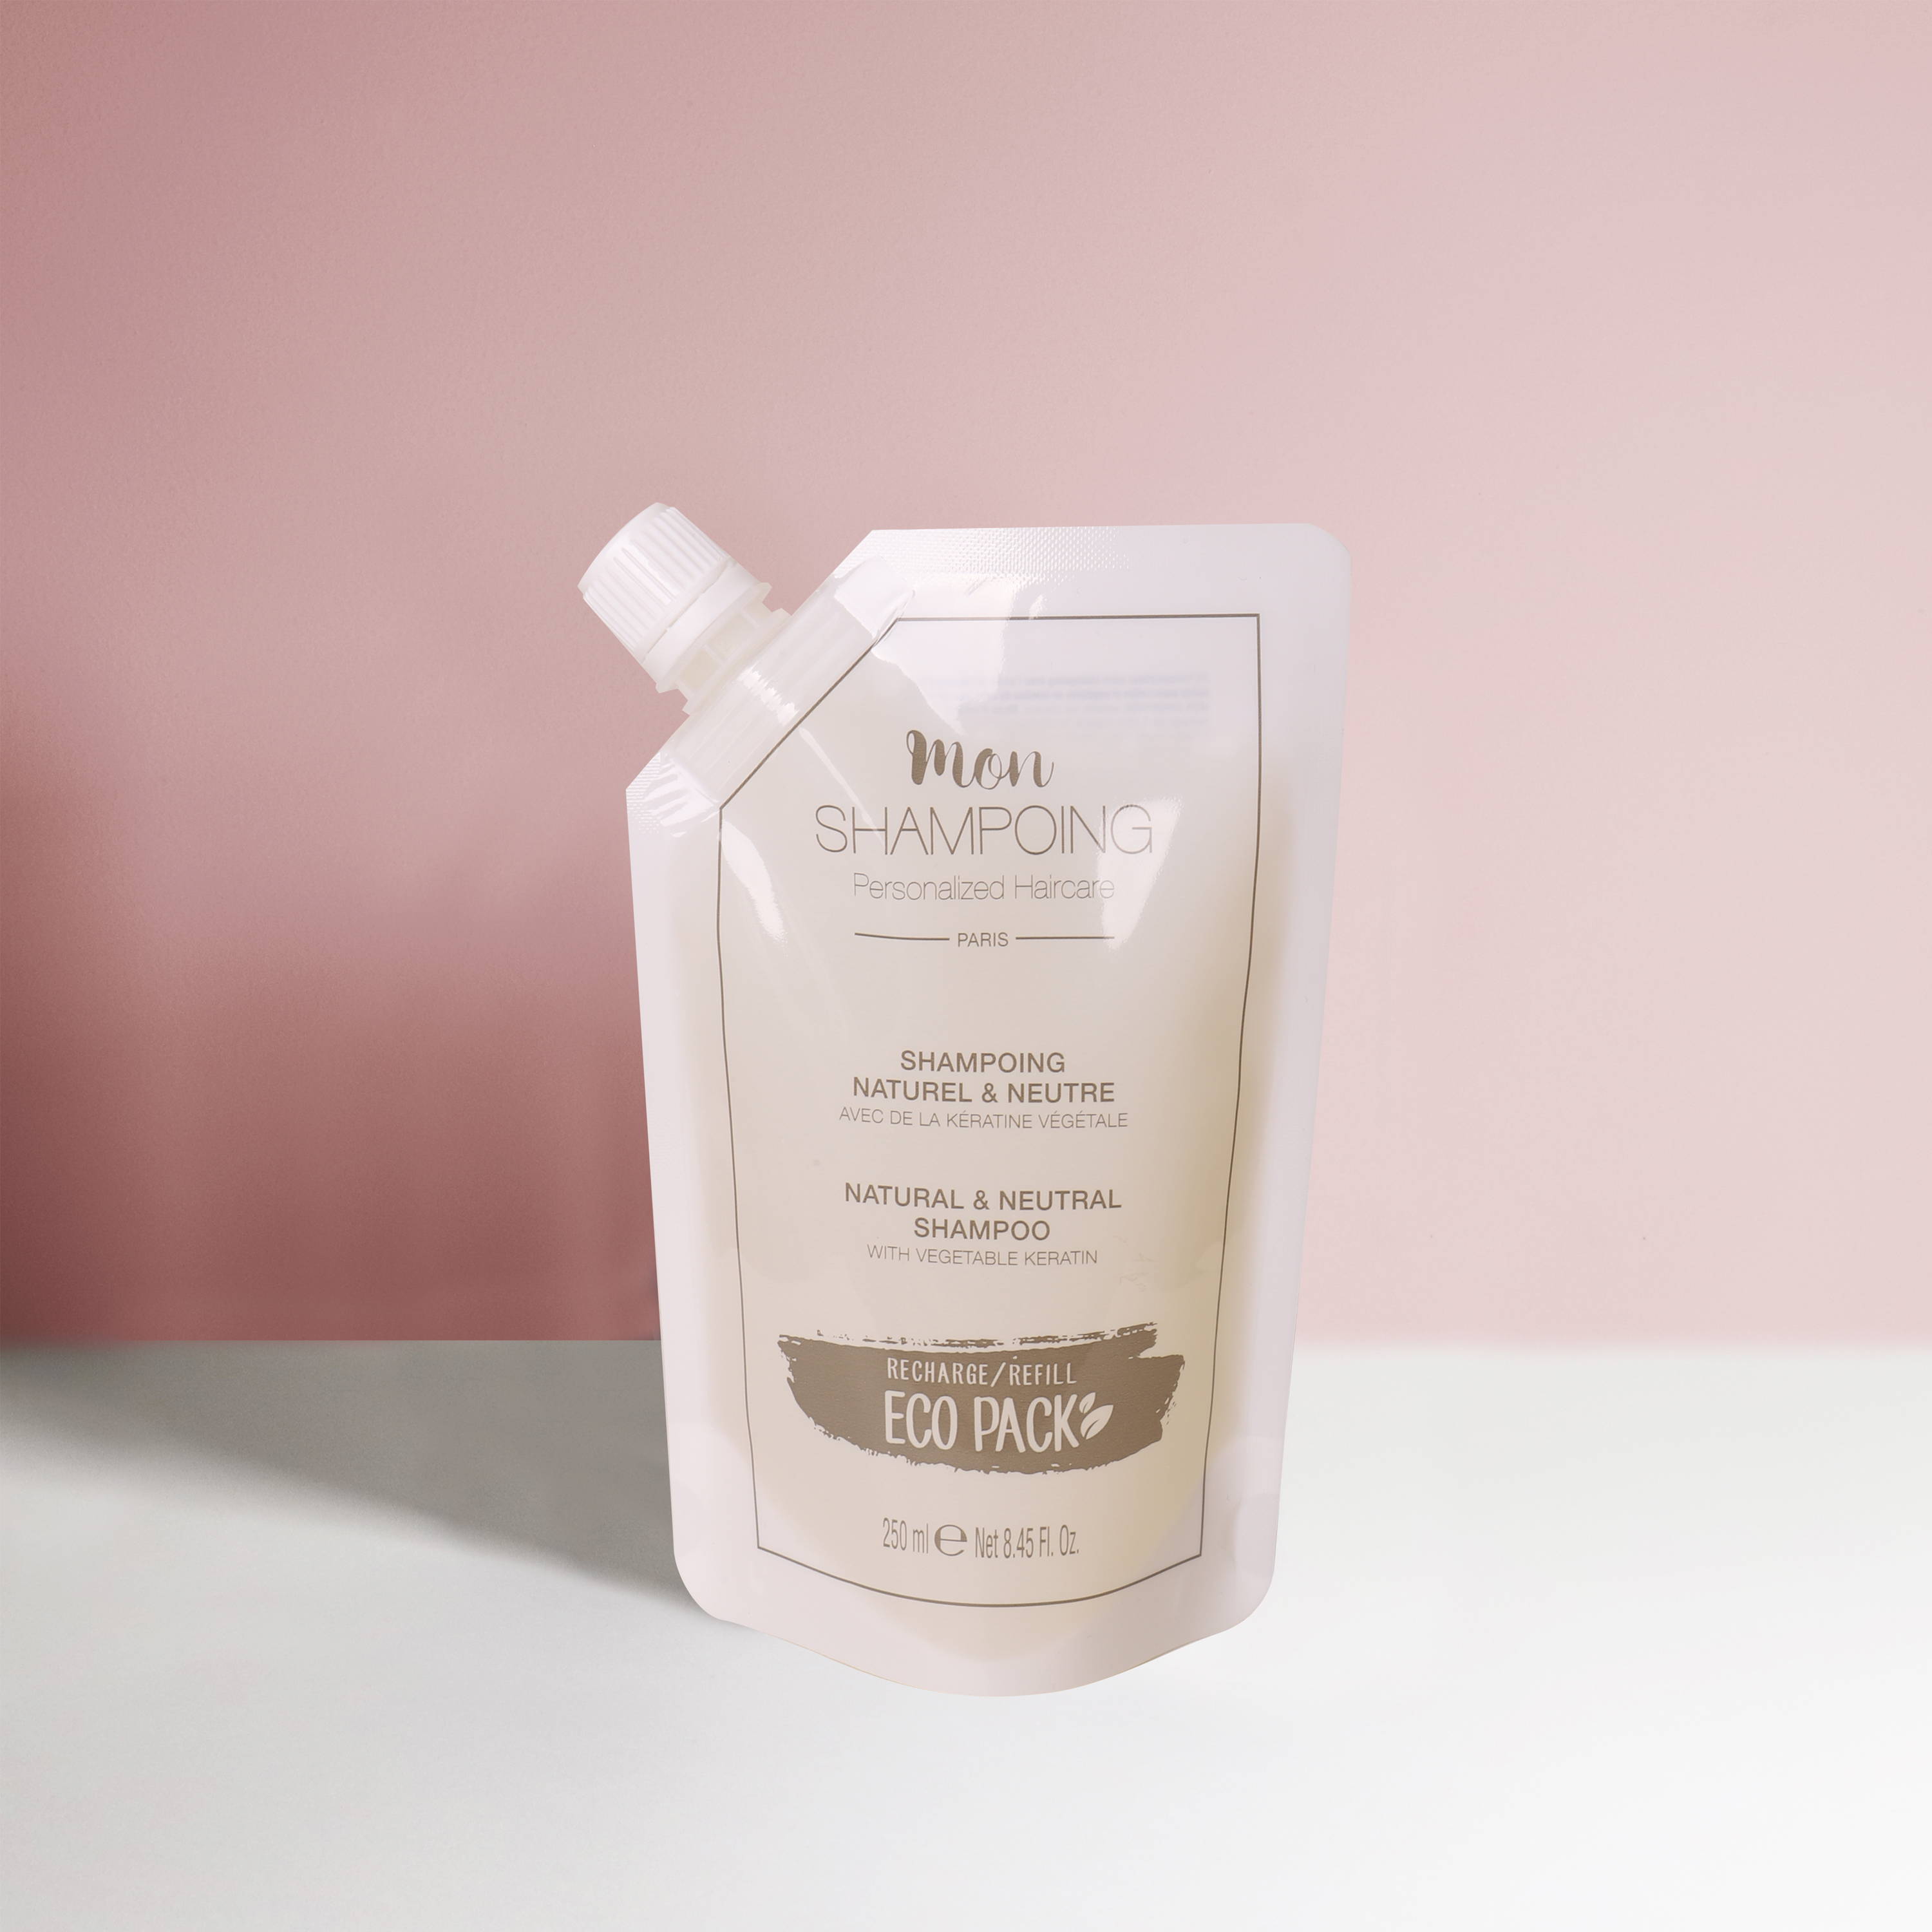 Mon
SHAMPOING
Personalized Haircare
PARIS
SHAMPOING
NATUREL & NEUTRE
AVEC DE LA KÉRATINE VÉGÉTALE
NATURAL & NEUTRAL
SHAMPOO
WITH VEGETABLE KERATIN
RECHARGE/REFILL
ECO PACK
250 ml ℮ Net 8.45 Fl. Oz.